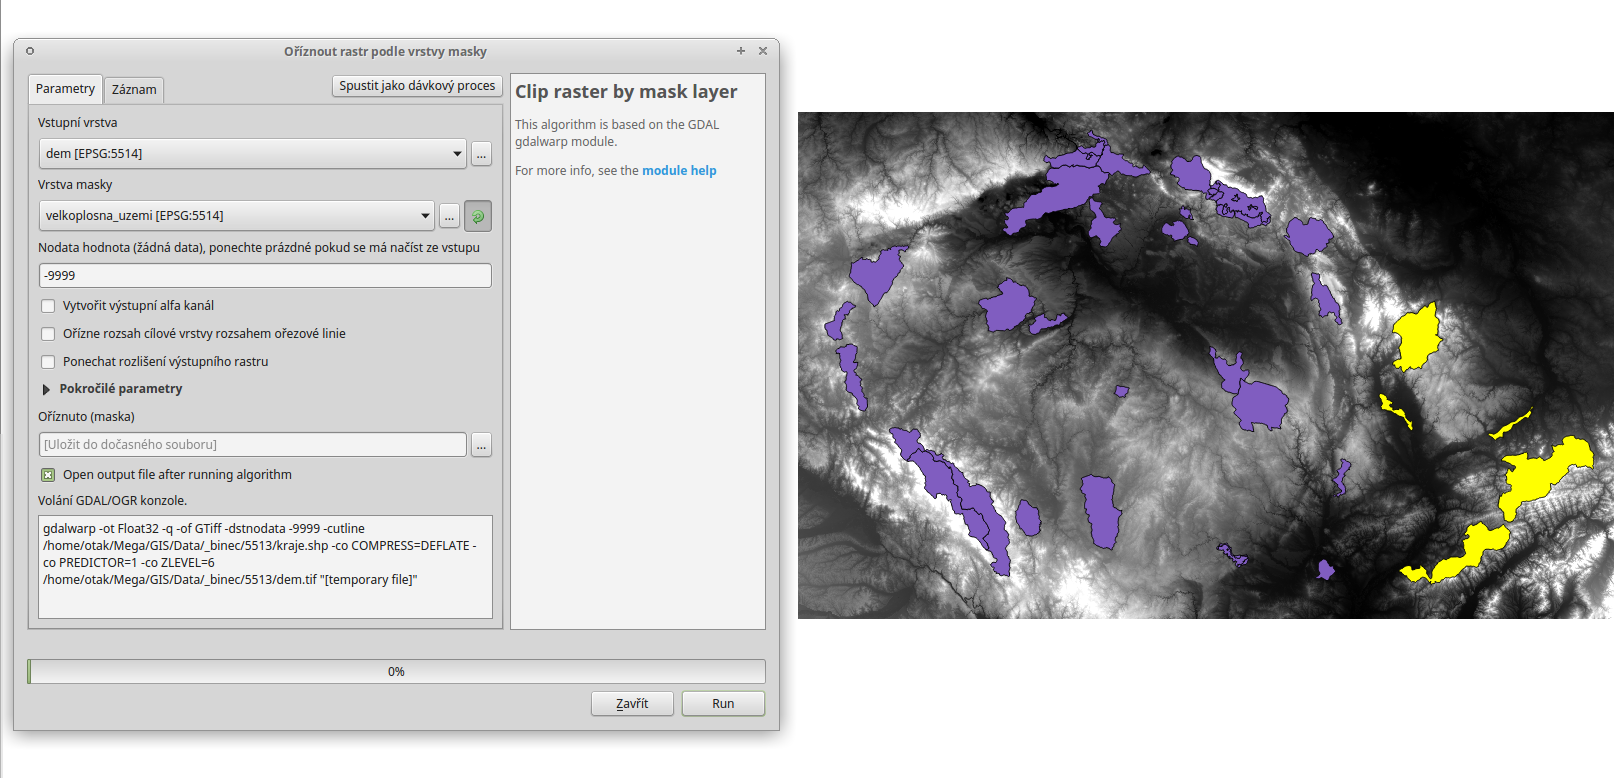 Oříznout rastr podle vrstvy masky
Parametry
Záznam
Spustit jako dávkový proces
Vstupní vrstva
dem [EPSG:5514]
...
Vrstva masky
velkoplosna_uzemi [EPSG:5514]
...
Nodata hodnota (žádná data), ponechte prázdné pokud se má načíst ze vstupu
-9999
Vytvořit výstupní alfa kanál
Ořízne rozsah cílové vrstvy rozsahem ořezové linie
Ponechat rozlišení výstupního rastru
Pokročilé parametry
Oříznuto (maska)
[Uložit do dočasného souboru]
...
Open output file after running algorithm
Volání GDAL/OGR konzole.
gdalwarp -ot Float32 -q -of GTiff -dstnodata -9999 -cutline
/home/otak/Mega/GIS/Data/_binec/5513/kraje.shp -co COMPRESS=DEFLATE -
co PREDICTOR=1 -co ZLEVEL=6
/home/otak/Mega/GIS/Data/_binec/5513/dem.tif "[temporary file]"
Clip raster by mask layer
This algorithm is based on the GDAL
gdalwarp module.
For more info, see the module help
0%
Zavřít
Run